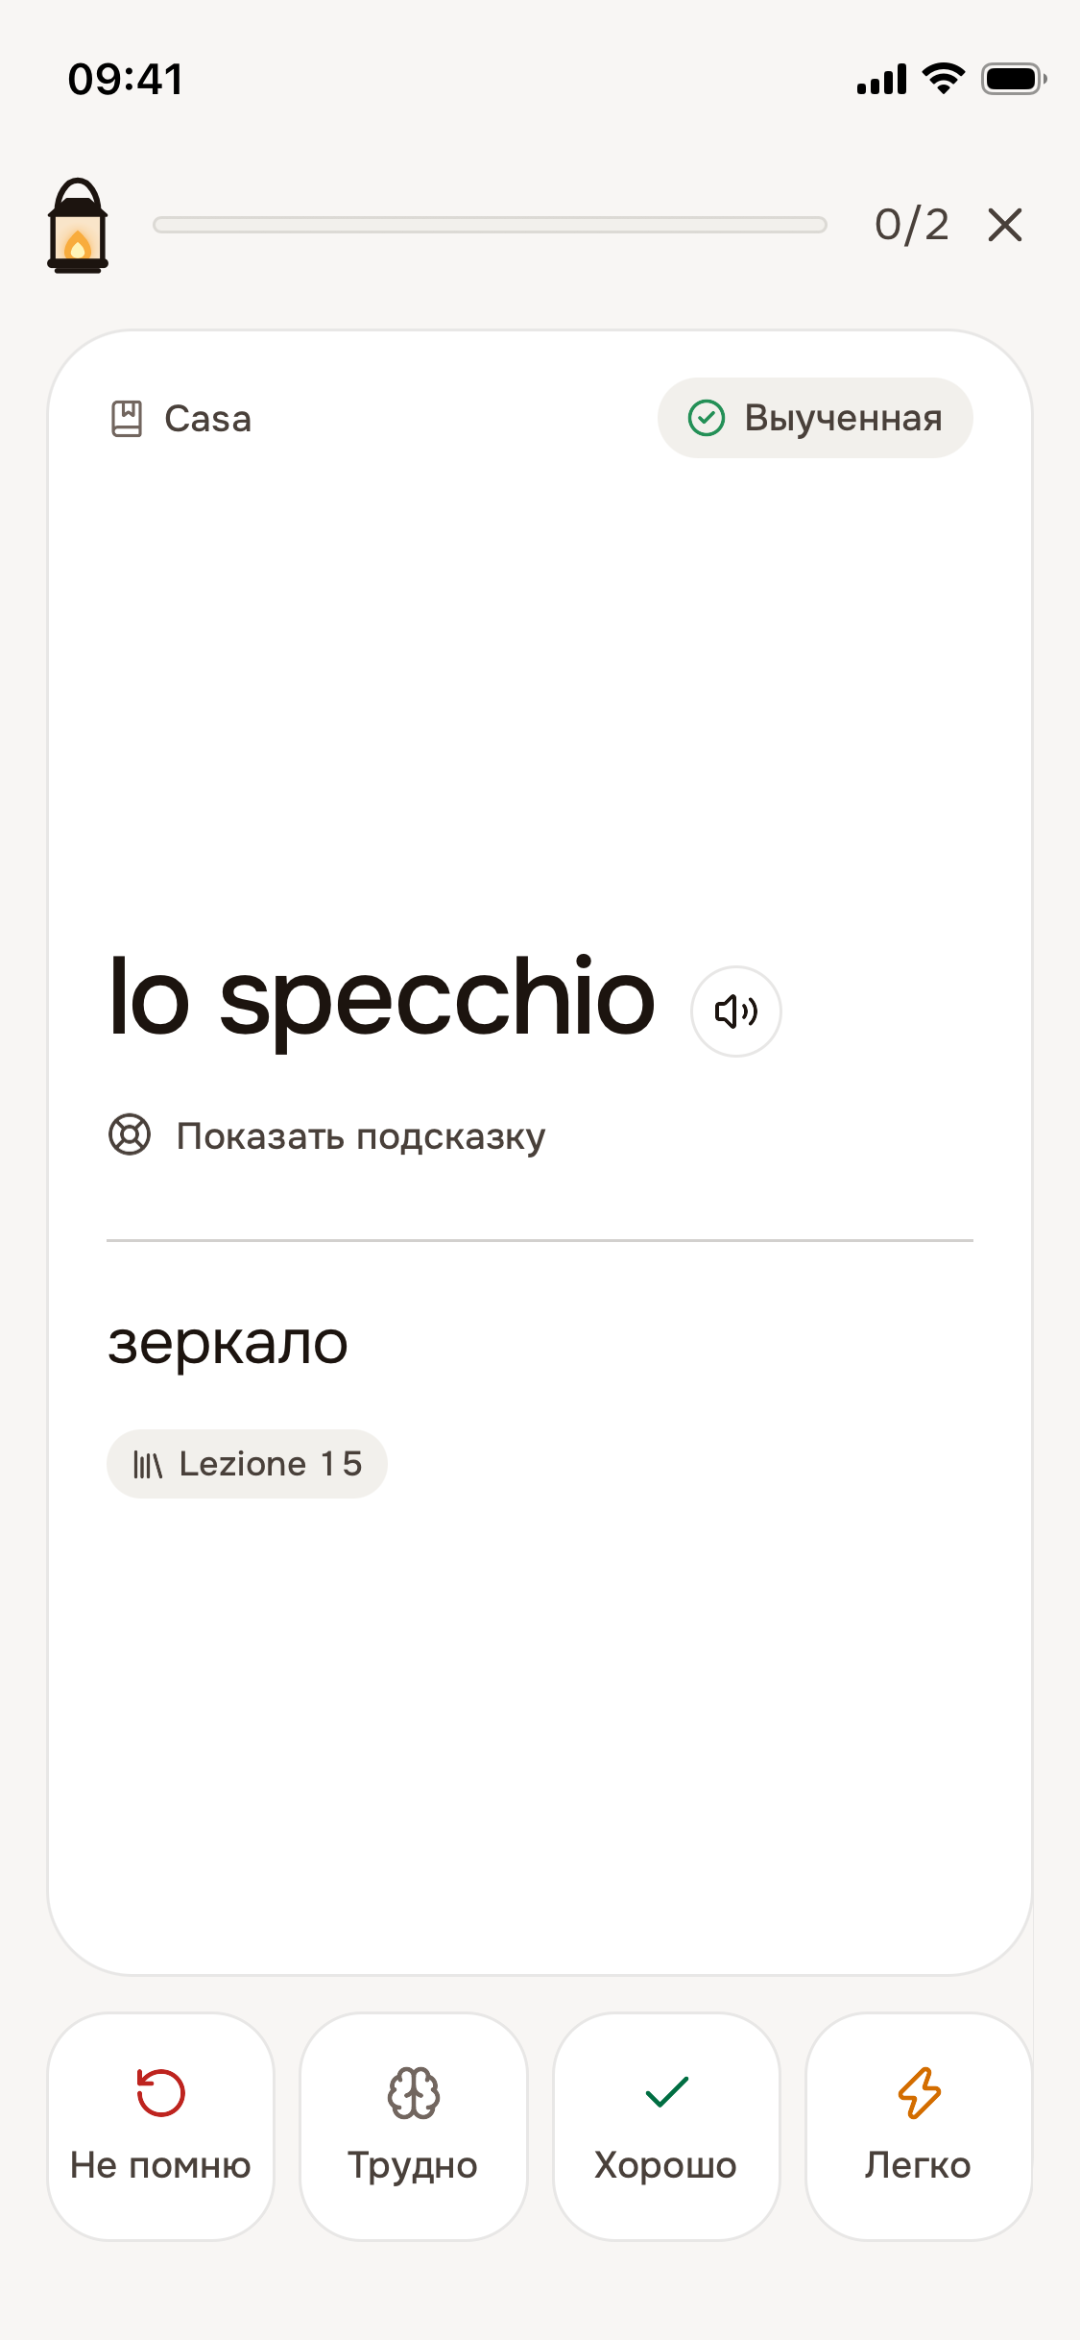 09:41
0/2
Casa
Выученная
lo specchio
Показать подсказку
зеркало
Lezione 15
Не помню
Трудно
Хорошо
Легко